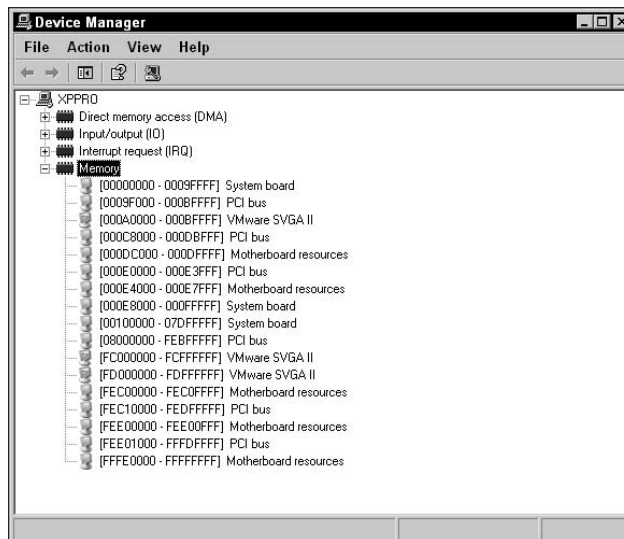 Device Manager
File Action View Help
XPPRO
Direct memory access (DMA)
Input/output (IO)
Interrupt request (IRQ)
Memory
[00000000 - 0009FFFF] System board
[0009F000 - 000BFFFF] PCI bus
[000A0000 - 000BFFFF] VMware SVGA II
[000C8000 - 000DBFFF] PCI bus
[000DC000 - 000DFFFF] Motherboard resources
[000E0000 - 000E3FFF] PCI bus
[000E4000 - 000E7FFF] Motherboard resources
[000E8000 - 000FFFFF] System board
[00100000 - 07DFFFFF] System board
[08000000 - FEBFFFFF] PCI bus
[FC000000 - FCFFFFFF] VMware SVGA II
[FD000000 - FDFFFFFF] VMware SVGA II
[FEC00000 - FEC0FFFF] Motherboard resources
[FEC10000 - FEDFFFFF] PCI bus
[FEE00000 - FEE00FFF] Motherboard resources
[FEE01000 - FFFDFFFF] PCI bus
[FFFE0000 - FFFFFFFF] Motherboard resources